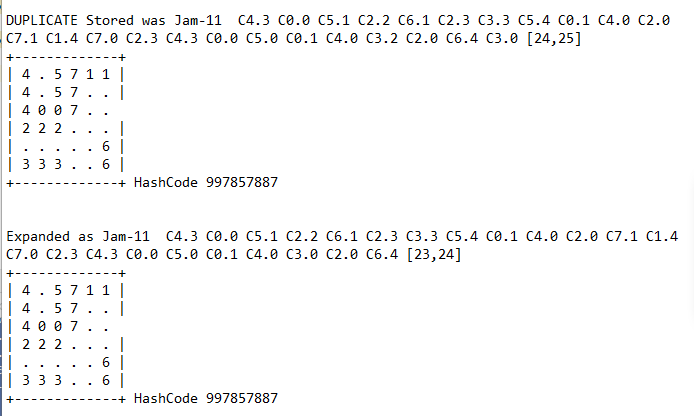 DUPLICATE Stored was Jam-11  C4.3 C0.0 C5.1 C2.2 C6.1 C2.3 C3.3 C5.4 C0.1 C4.0 C2.0
C7.1 C1.4 C7.0 C2.3 C4.3 C0.0 C5.0 C0.1 C4.0 C3.2 C2.0 C6.4 C3.0 [24,25]
+-------------+
| 4 . 5 7 1 1 |
| 4 . 5 7 . . |
| 4 0 0 7 . .
| 2 2 2 . . . |
| . . . . . 6 |
| 3 3 3 . . 6 |
+-------------+ HashCode 997857887
Expanded as Jam-11  C4.3 C0.0 C5.1 C2.2 C6.1 C2.3 C3.3 C5.4 C0.1 C4.0 C2.0 C7.1 C1.4
C7.0 C2.3 C4.3 C0.0 C5.0 C0.1 C4.0 C3.0 C2.0 C6.4 [23,24]
+-------------+
| 4 . 5 7 1 1 |
| 4 . 5 7 . . |
| 4 0 0 7 . .
| 2 2 2 . . . |
| . . . . . 6 |
| 3 3 3 . . 6 |
+-------------+ HashCode 997857887